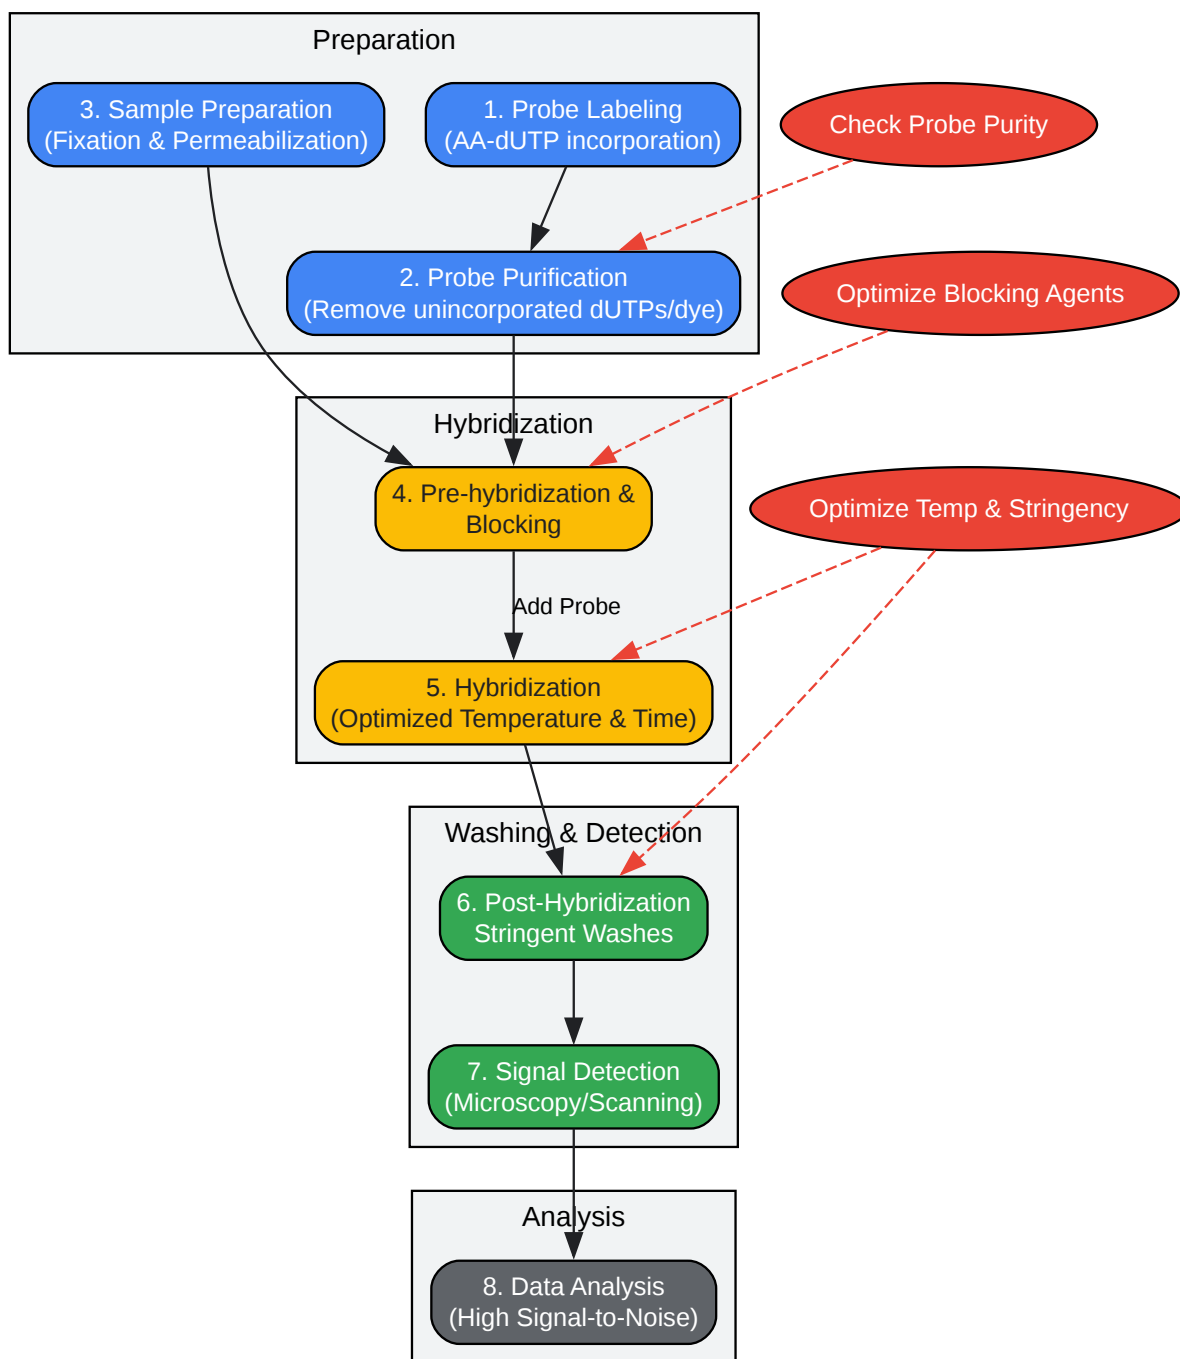 Preparation
3. Sample Preparation
(Fixation & Permeabilization)
1. Probe Labeling
(AA-dUTP incorporation)
Check Probe Purity
2. Probe Purification
(Remove unincorporated dUTPs/dye)
Optimize Blocking Agents
Hybridization
4. Pre-hybridization &
Blocking
Optimize Temp & Stringency
Add Probe
5. Hybridization
(Optimized Temperature & Time)
Washing & Detection
6. Post-Hybridization
Stringent Washes
7. Signal Detection
(Microscopy/Scanning)
Analysis
8. Data Analysis
(High Signal-to-Noise)